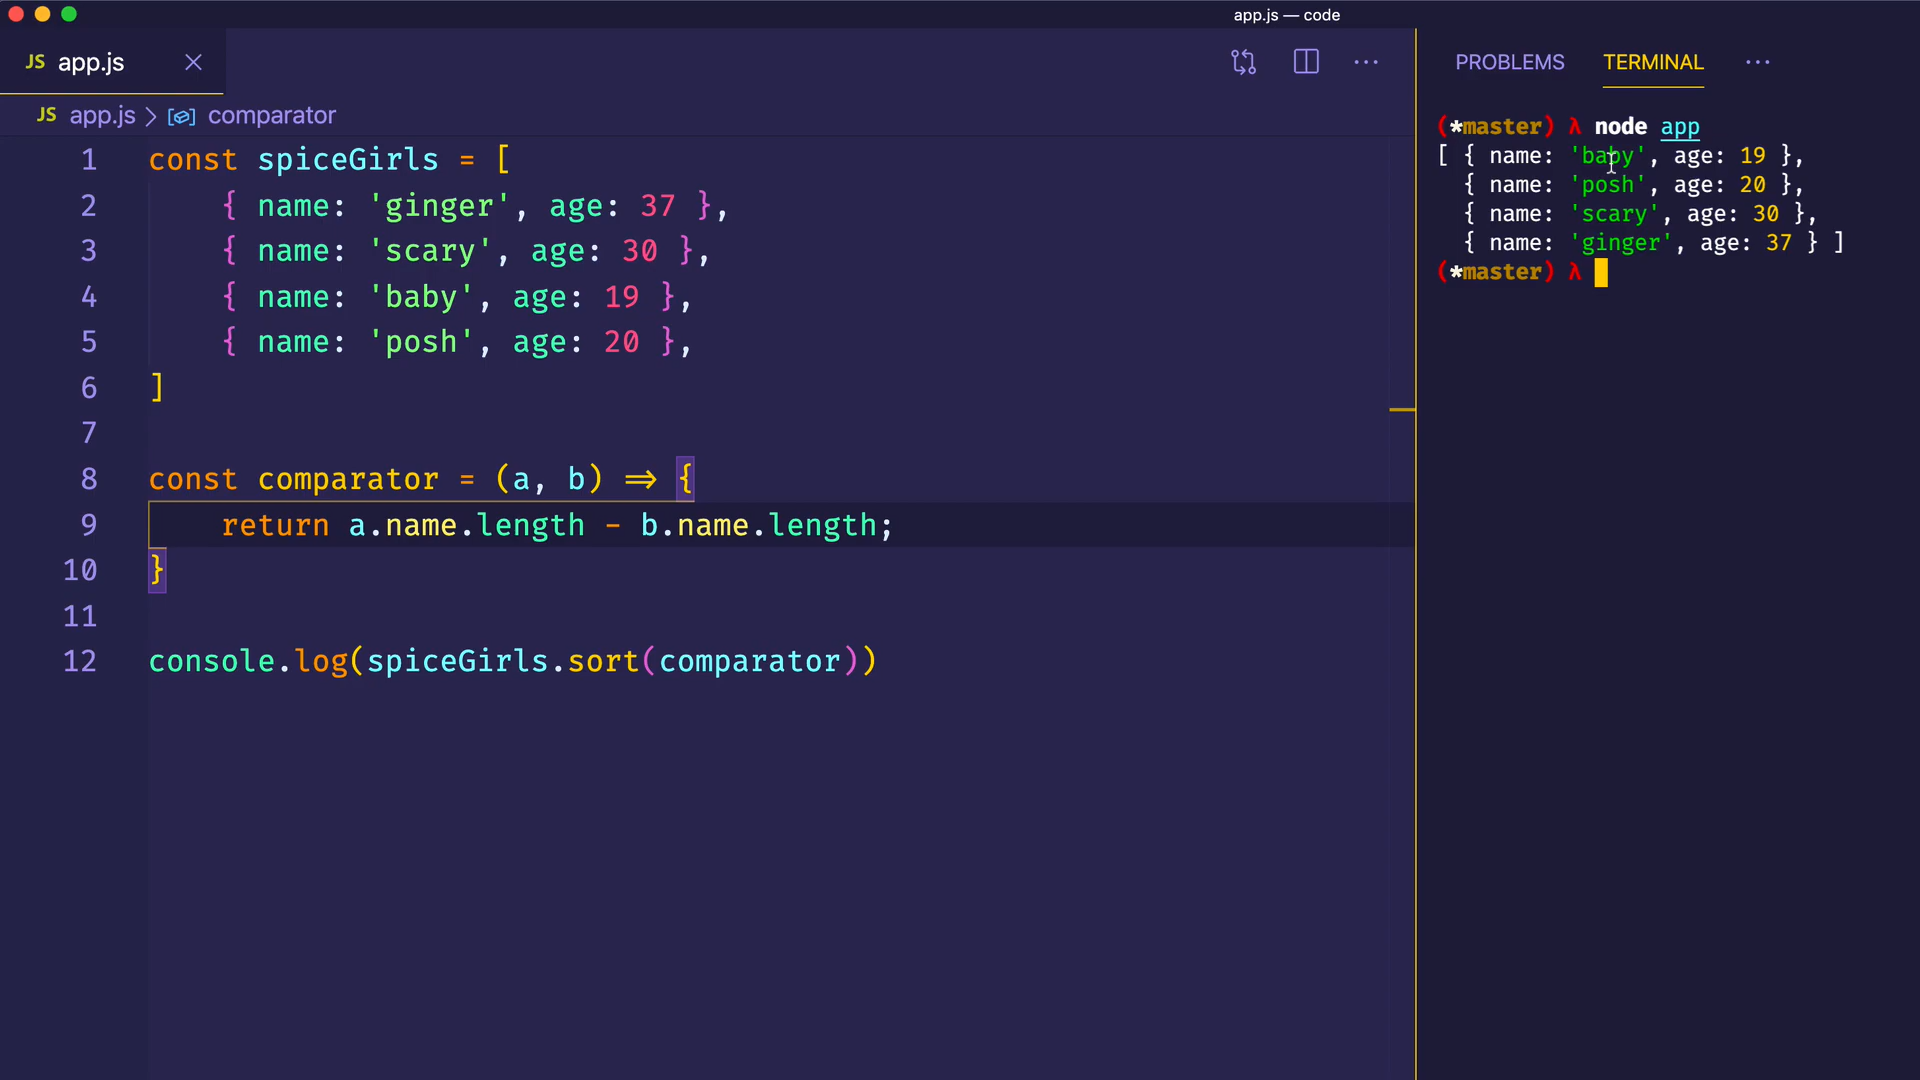 app.js — code
JS app.js
JS app.js > comparator
1 const spiceGirls = [
2     { name: 'ginger', age: 37 },
3     { name: 'scary', age: 30 },
4     { name: 'baby', age: 19 },
5     { name: 'posh', age: 20 },
6 ]
7
8 const comparator = (a, b) => {
9     return a.name.length - b.name.length;
10 }
11
12 console.log(spiceGirls.sort(comparator))
PROBLEMS TERMINAL ···
(*master) λ node app
[ { name: 'baby', age: 19 },
  { name: 'posh', age: 20 },
  { name: 'scary', age: 30 },
  { name: 'ginger', age: 37 } ]
(*master) λ